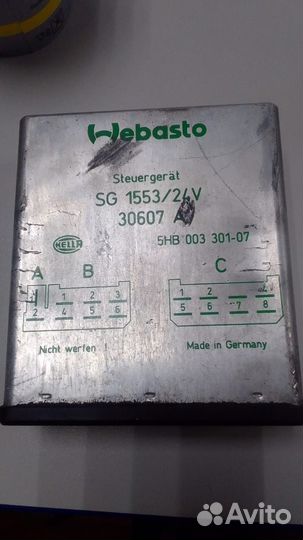 Webasto
Steuergerät
SG 1553/24V
30607 A
HELLA
5HB 003 301-07
A B C
1 2 3
1 2 4
2 4 5 6
5 6 7 8
Nicht werfen !
Made in Germany
Avito